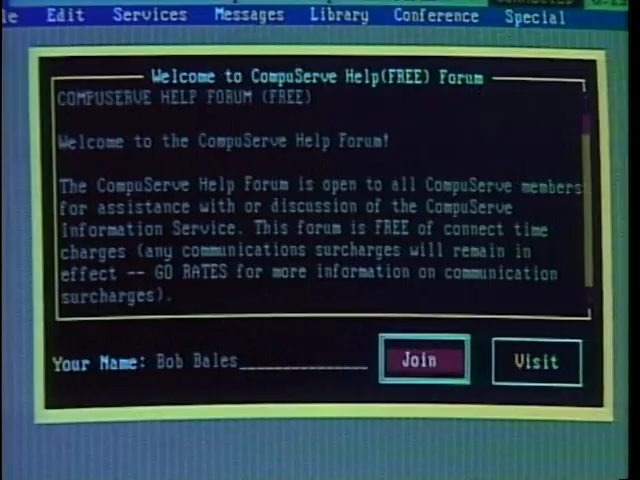 le Edit Services Messages Library Conference Special
Welcome to CompuServe Help(FREE) Forum
COMPUSERVE HELP FORUM (FREE)
Welcome to the CompuServe Help Forum!
The CompuServe Help Forum is open to all CompuServe members
for assistance with or discussion of the CompuServe
Information Service. This forum is FREE of connect time
charges (any communications surcharges will remain in
effect -- GO RATES for more information on communication
surcharges).
Your Name: Bob Bales
Join
Visit